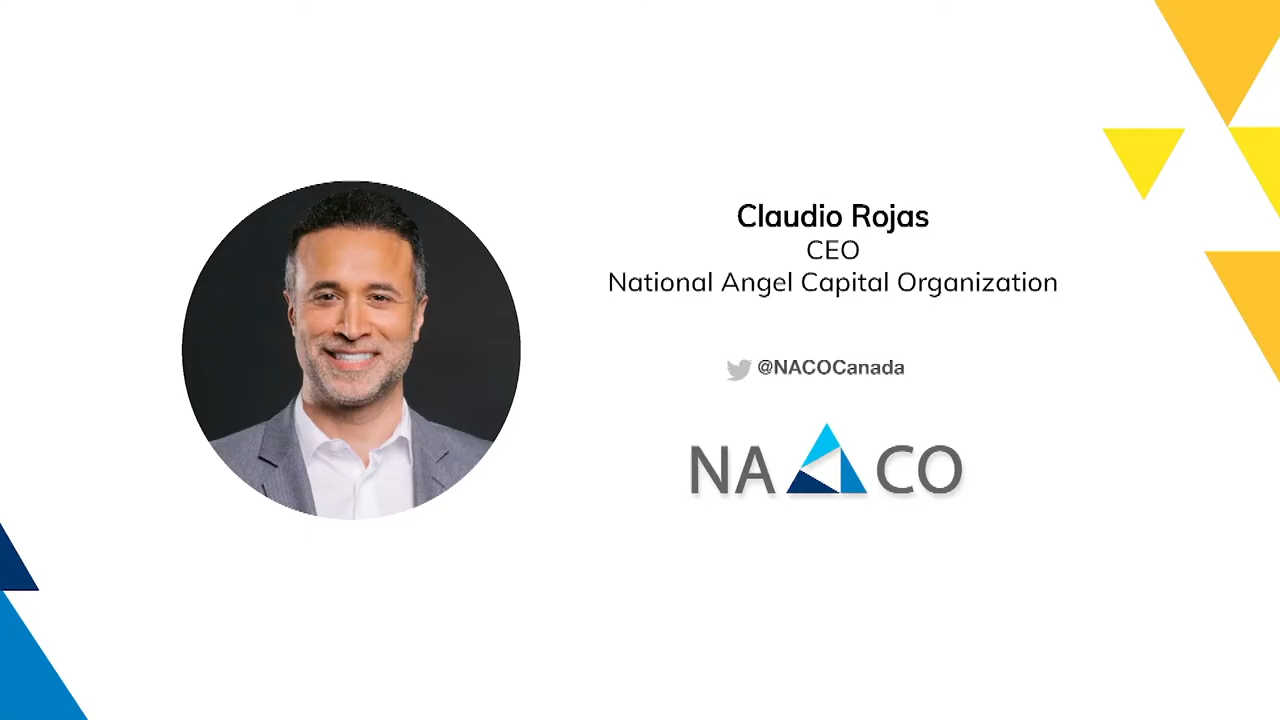 Claudio Rojas
CEO
National Angel Capital Organization
@NACOCanada
NACO